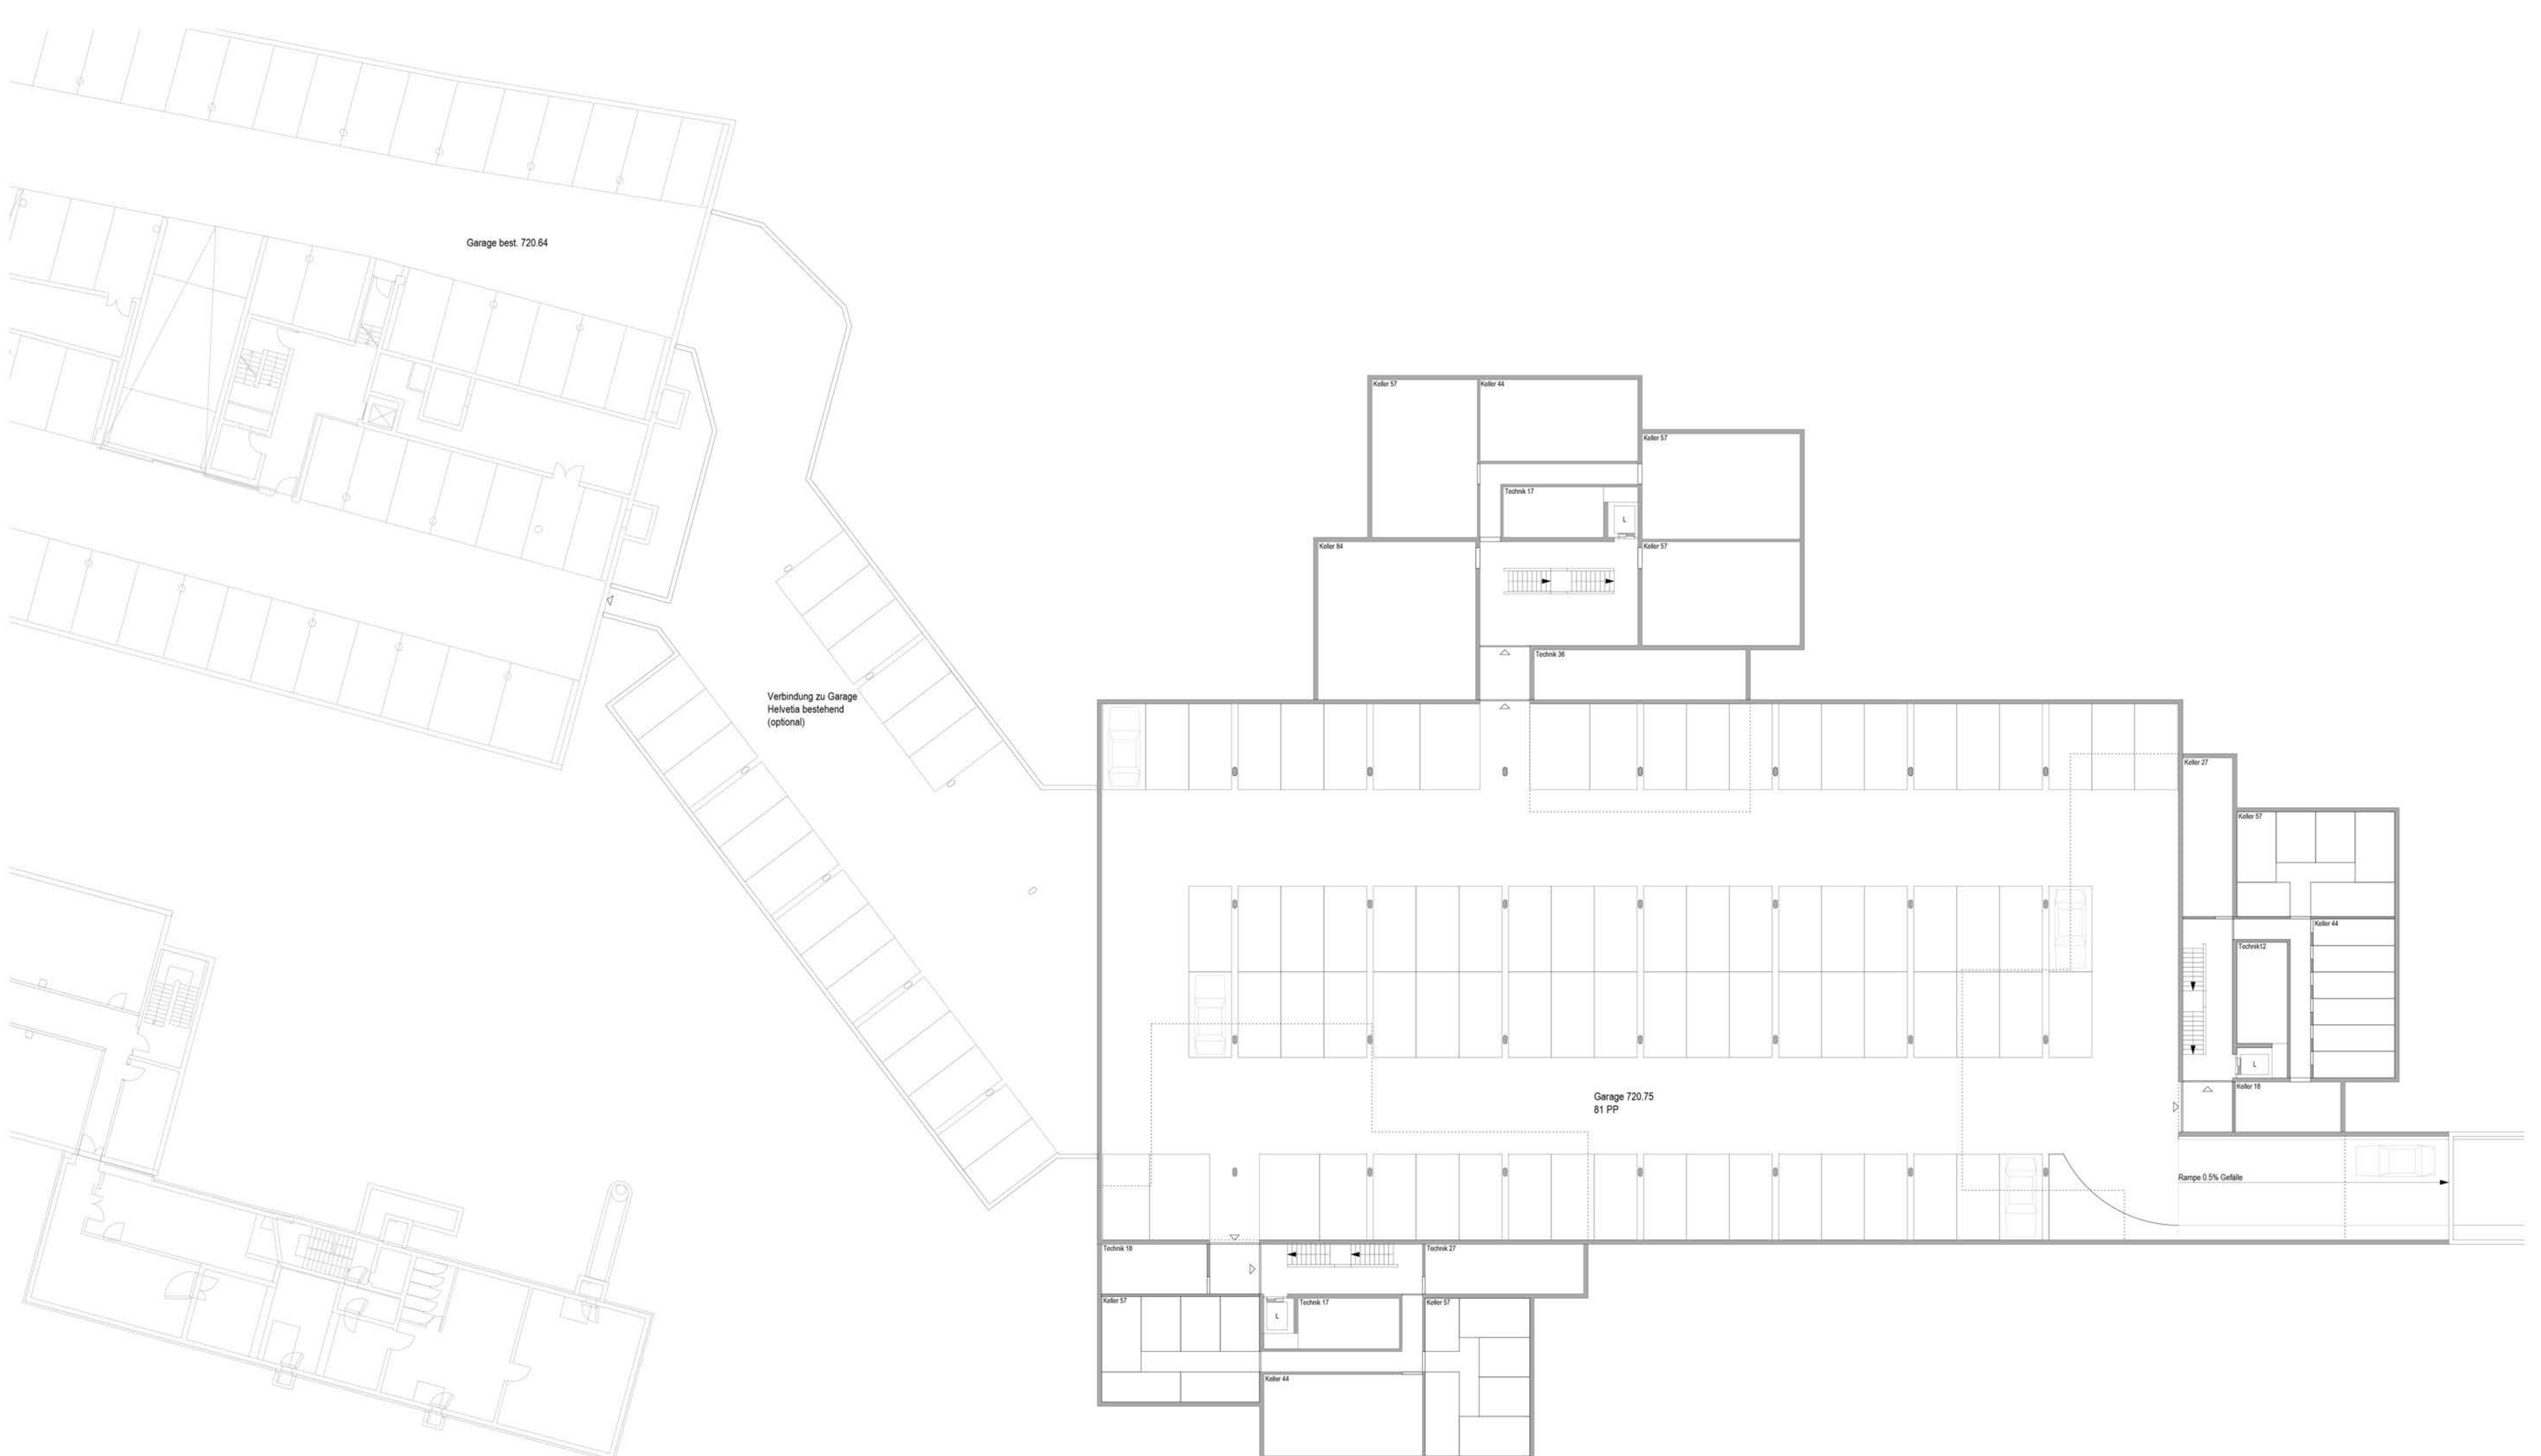 Garage best. 720.64
Keller 57
Keller 44
Keller 57
Technik 17
L
Keller 84
Keller 57
Technik 36
Verbindung zu Garage
Helvetia bestehend
(optional)
Keller 27
Keller 57
Keller 44
Technik12
L
Keller 18
Garage 720.75
81 PP
Rampe 0.5% Gefälle
Technik 18
Technik 27
Keller 57
L
Technik 17
Keller 57
Keller 44